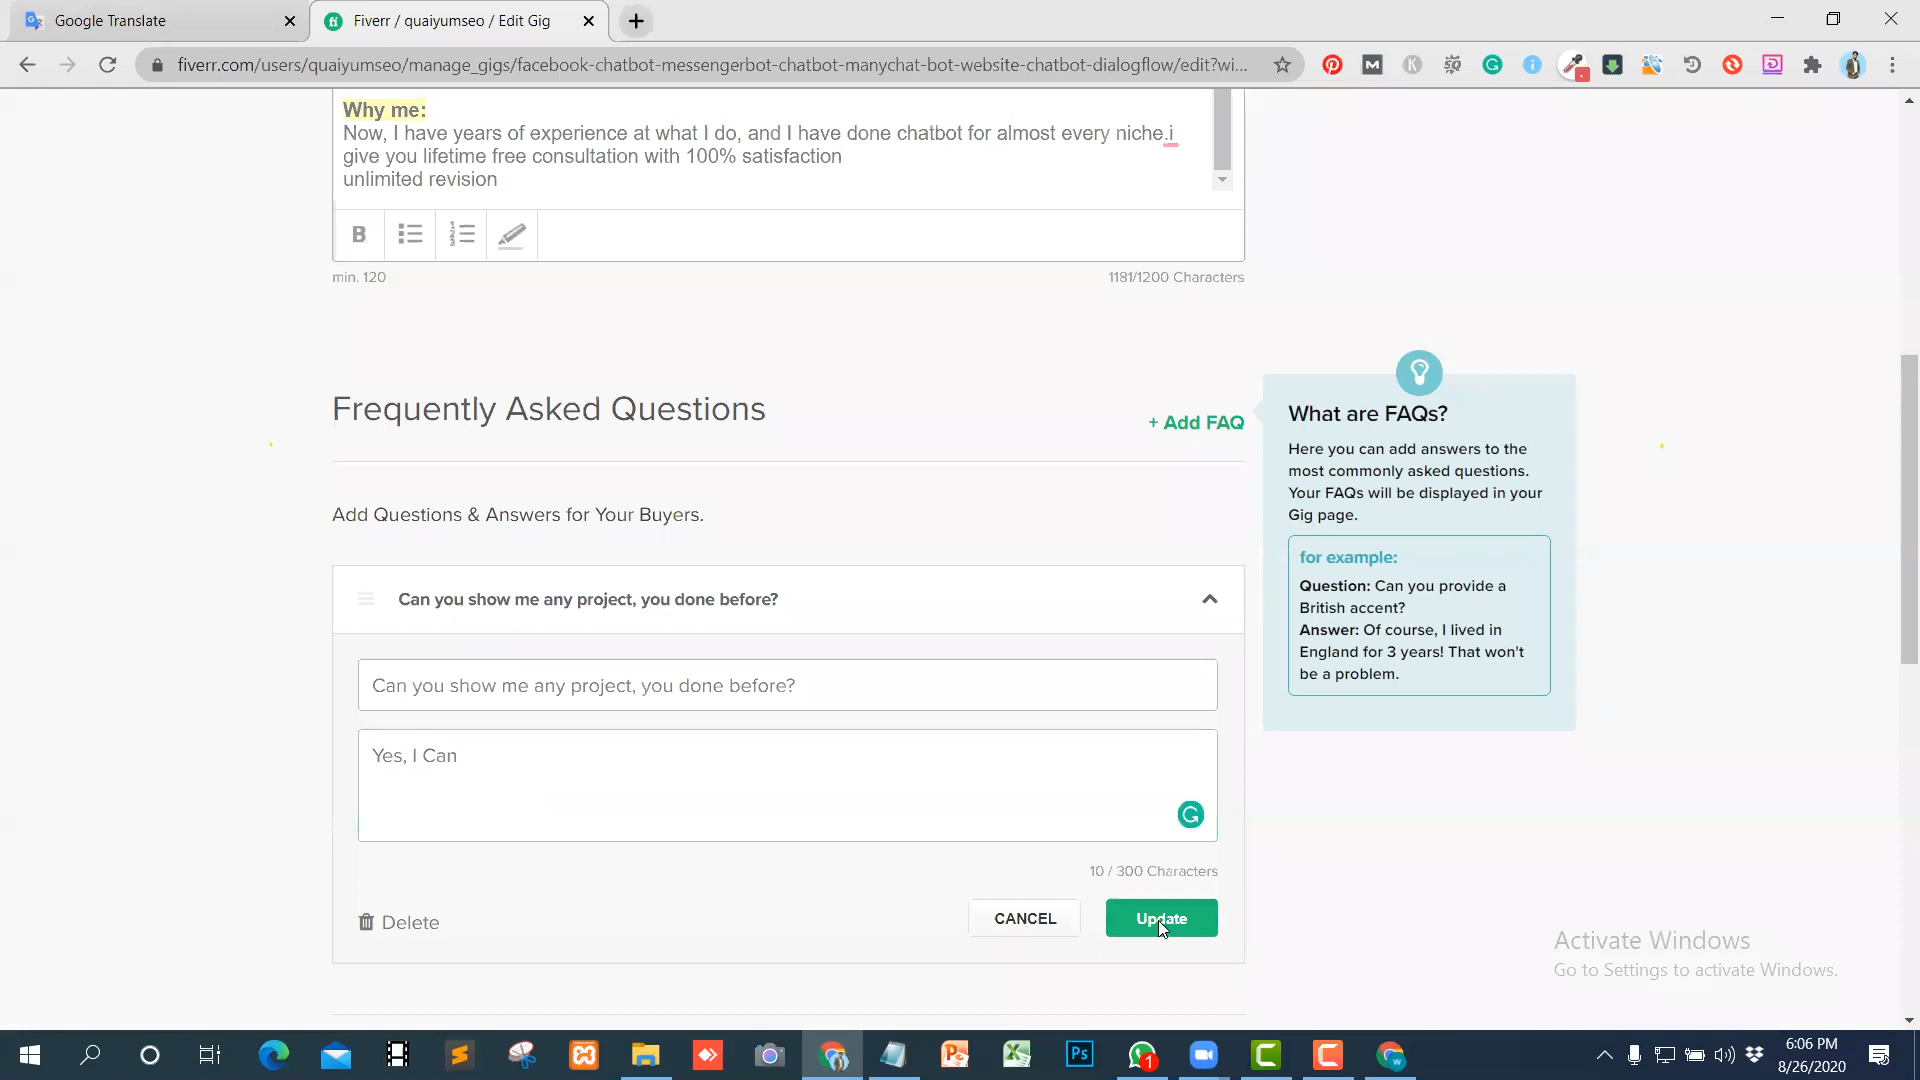 Google Translate
Fiverr / quaiyumseo / Edit Gig
fiverr.com/users/quaiyumseo/manage_gigs/facebook-chatbot-messengerbot-chatbot-manychat-bot-website-chatbot-dialogflow/edit?wi...
Why me:
Now, I have years of experience at what I do, and I have done chatbot for almost every niche.i
give you lifetime free consultation with 100% satisfaction
unlimited revision
B
min. 120
1181/1200 Characters
Frequently Asked Questions
+ Add FAQ
Add Questions & Answers for Your Buyers.
Can you show me any project, you done before?
Can you show me any project, you done before?
Yes, I Can
10 / 300 Characters
Delete
CANCEL
Update
What are FAQs?
Here you can add answers to the
most commonly asked questions.
Your FAQs will be displayed in your
Gig page.
for example:
Question: Can you provide a
British accent?
Answer: Of course, I lived in
England for 3 years! That won't
be a problem.
Activate Windows
Go to Settings to activate Windows.
Ps
1
6:06 PM
8/26/2020